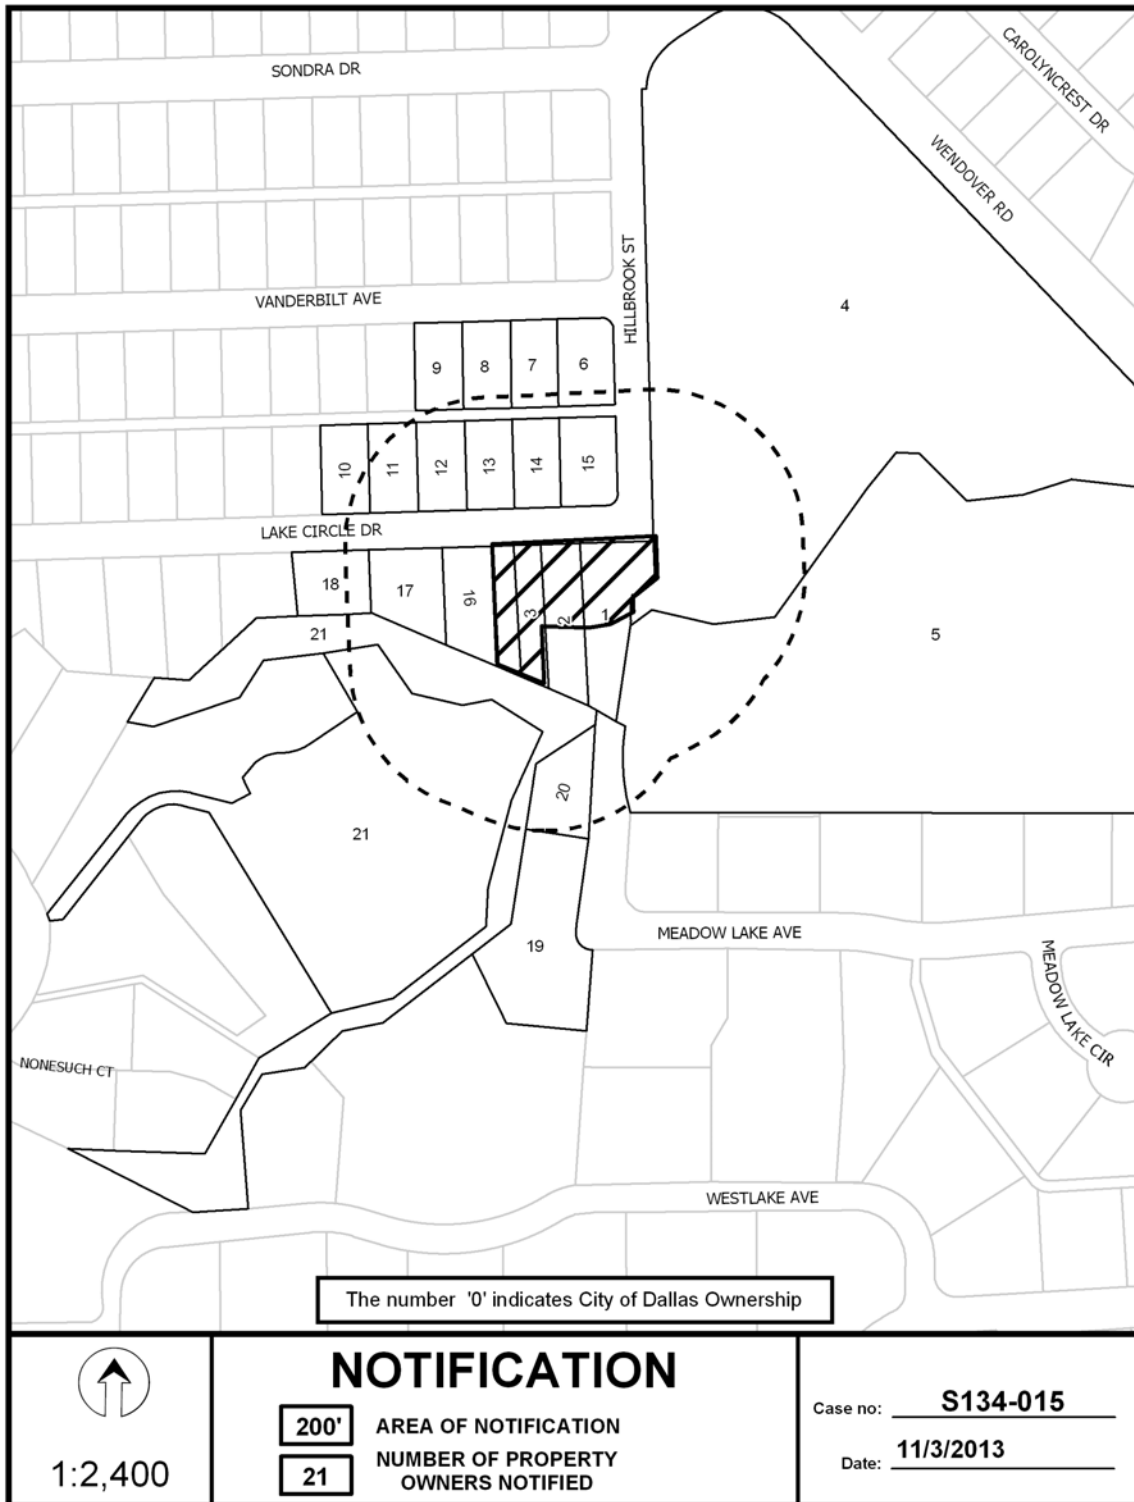 SONDRA DR
CAROLYNCREST DR
WENDOVER RD
HILLBROOK ST
VANDERBILT AVE
4
9
8
7
6
10
11
12
13
14
15
LAKE CIRCLE DR
18
17
16
3
2
1
21
5
20
21
19
MEADOW LAKE AVE
MEADOW LAKE CIR
NONESUCH CT
WESTLAKE AVE
The number '0' indicates City of Dallas Ownership
1:2,400
NOTIFICATION
200' AREA OF NOTIFICATION
21 NUMBER OF PROPERTY
OWNERS NOTIFIED
Case no: S134-015
Date: 11/3/2013